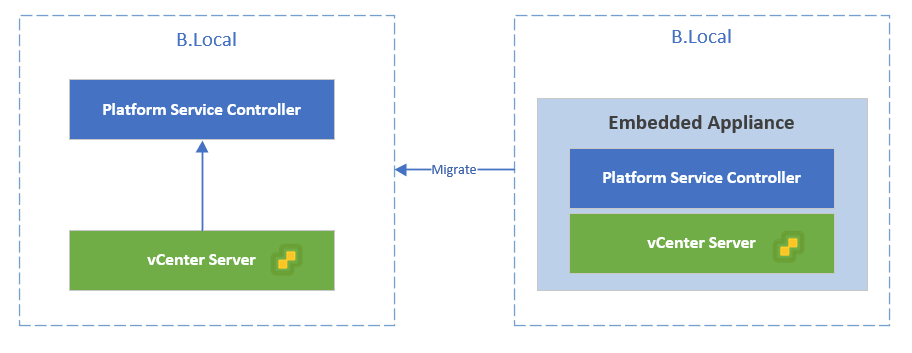 B.Local
Platform Service Controller
vCenter Server
Migrate
B.Local
Embedded Appliance
Platform Service Controller
vCenter Server